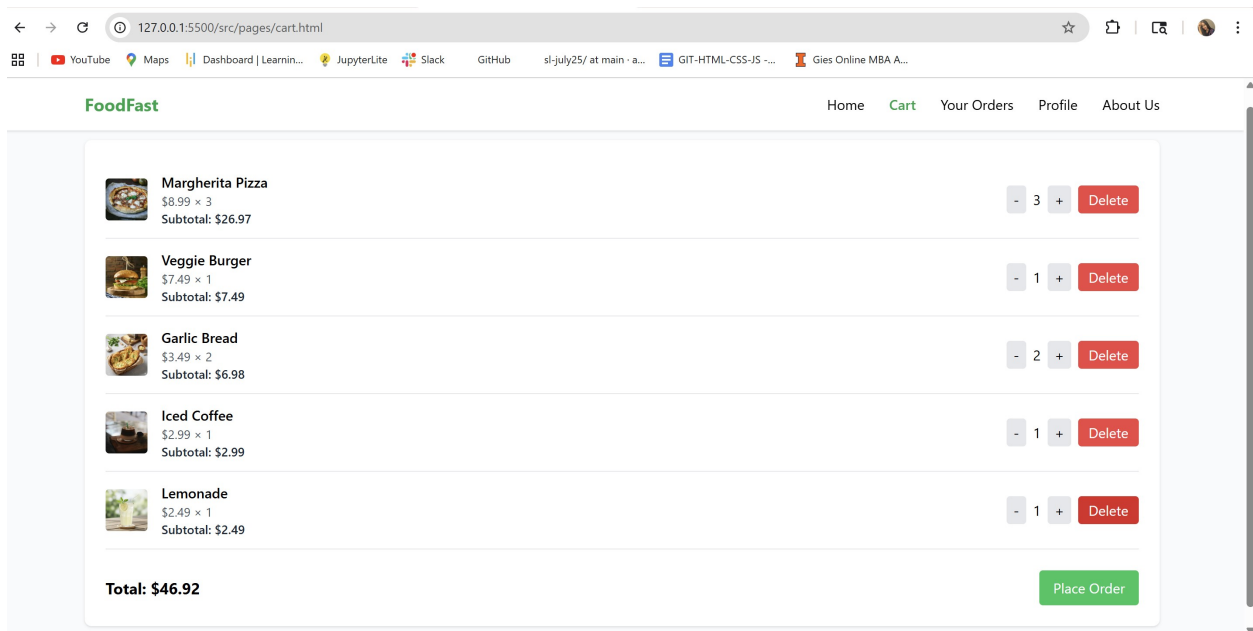 127.0.0.1:5500/src/pages/cart.html
YouTube Maps Dashboard | Learnin... JupyterLite Slack GitHub sl-july25/ at main · a... GIT-HTML-CSS-JS -... Gies Online MBA A...
FoodFast Home Cart Your Orders Profile About Us
Margherita Pizza
$8.99 × 3
Subtotal: $26.97
- 3 + Delete
Veggie Burger
$7.49 × 1
Subtotal: $7.49
- 1 + Delete
Garlic Bread
$3.49 × 2
Subtotal: $6.98
- 2 + Delete
Iced Coffee
$2.99 × 1
Subtotal: $2.99
- 1 + Delete
Lemonade
$2.49 × 1
Subtotal: $2.49
- 1 + Delete
Total: $46.92 Place Order